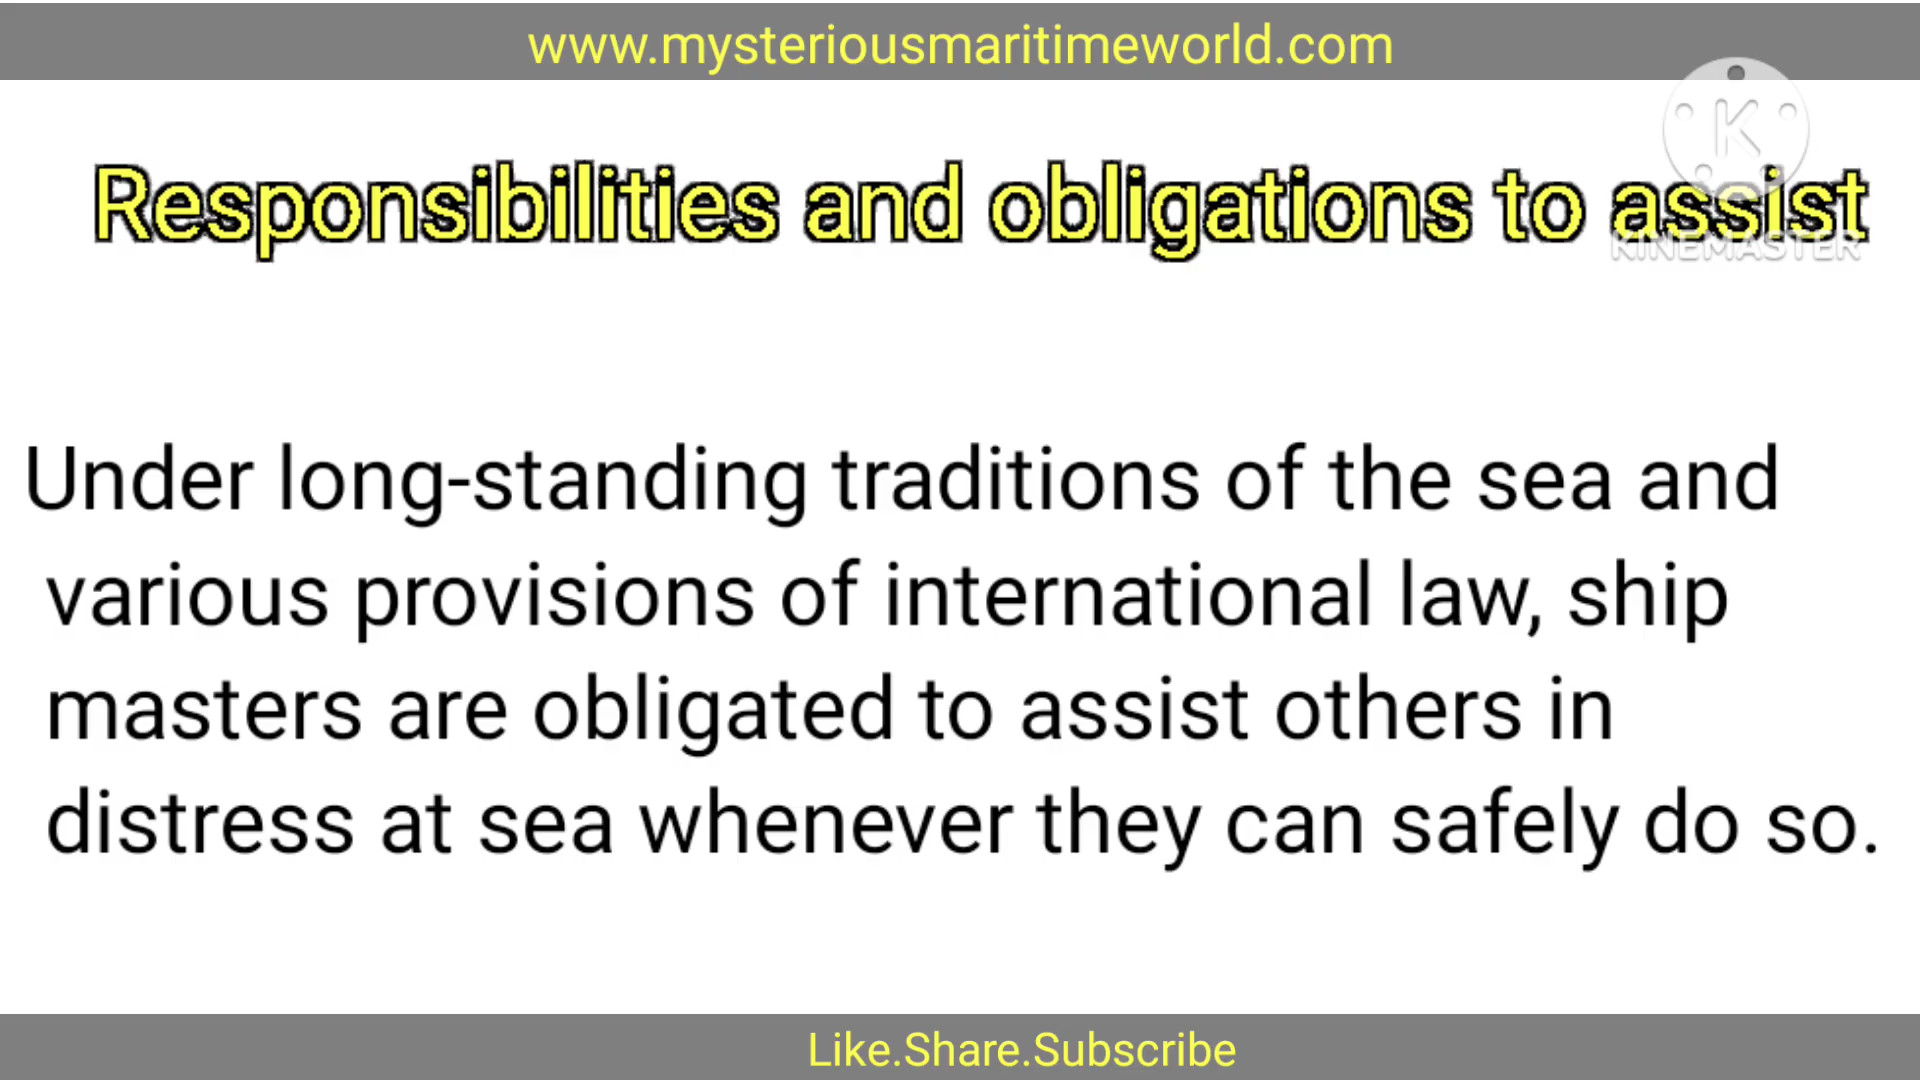 www.mysteriousmaritimeworld.com
K
Responsibilities and obligations to assist
KINEMASTER
Under long-standing traditions of the sea and
various provisions of international law, ship
masters are obligated to assist others in
distress at sea whenever they can safely do so.
Like.Share.Subscribe